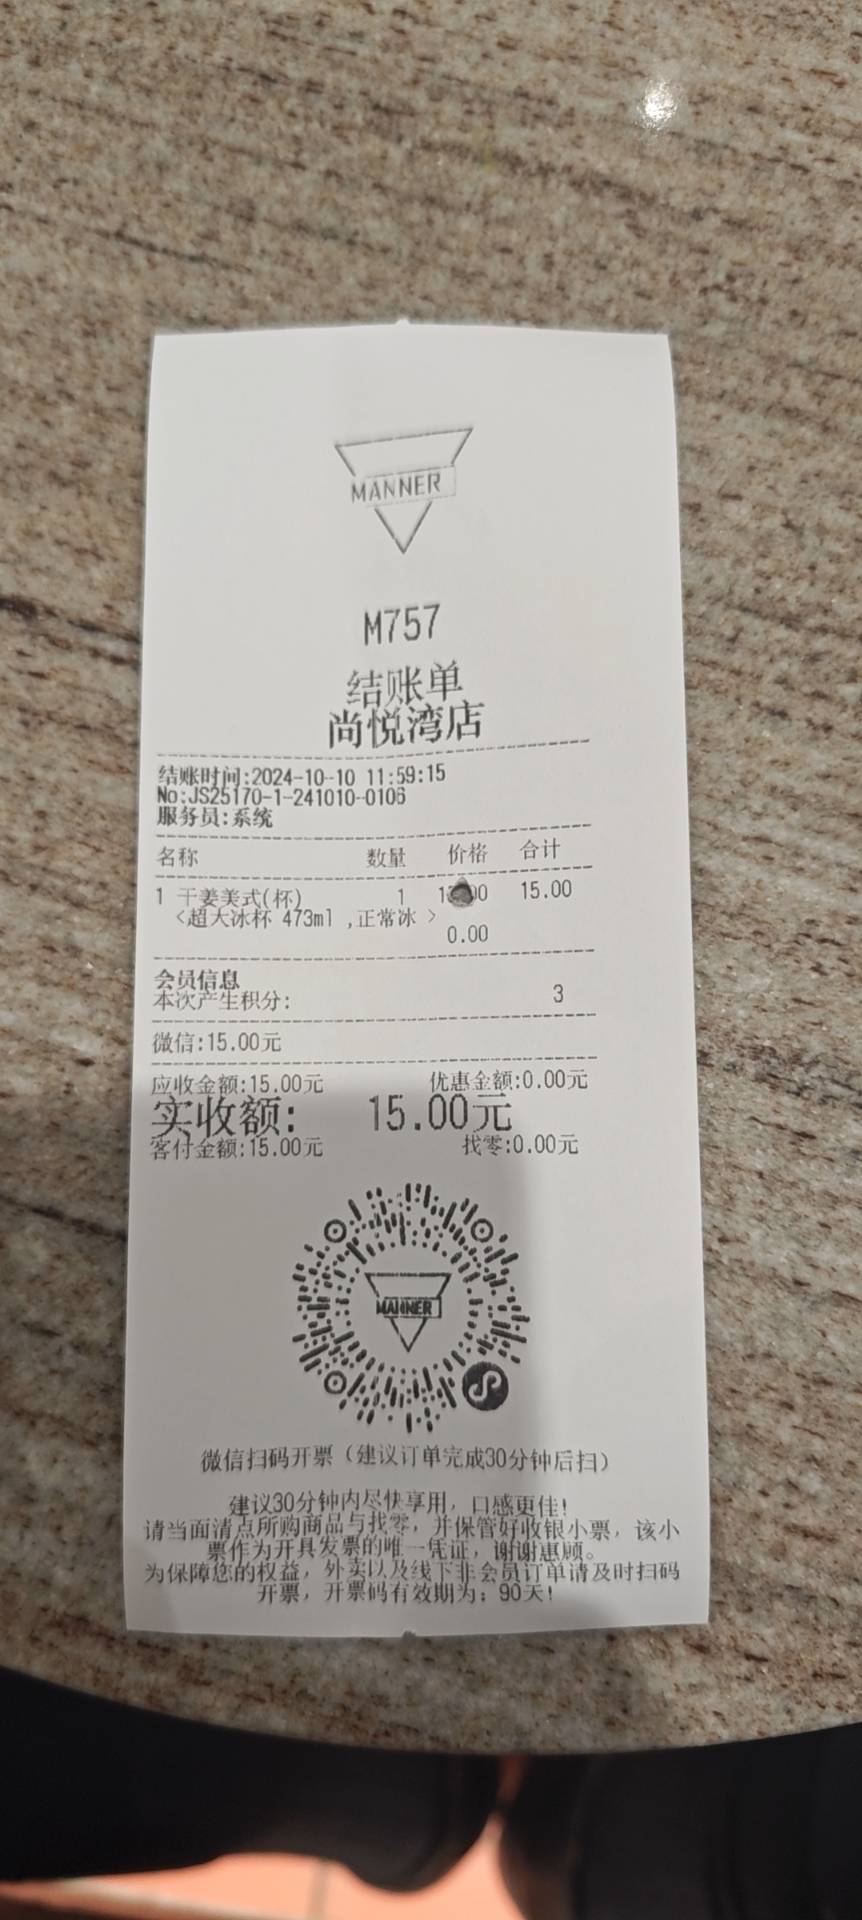 MANNER
M757
结账单
尚悦湾店
结账时间:2024-10-10 11:59:15
No:JS25170-1-241010-0106
服务员:系统
名称 数量 价格 合计
1 干姜美式(杯) 1 15.00
<超大冰杯 473ml ,正常冰 >
0.00
会员信息
本次产生积分: 3
微信:15.00元
应收金额:15.00元 优惠金额:0.00元
实收额: 15.00元
客付金额:15.00元 找零:0.00元
MANNER
微信扫码开票（建议订单完成30分钟后扫）
建议30分钟内尽快享用，口感更佳!
请当面清点所购商品与找零，并保管好收银小票，该小
票作为开具发票的唯一凭证，谢谢惠顾。
为保障您的权益，外卖以及线下非会员订单请及时扫码
开票，开票码有效期为：90天!